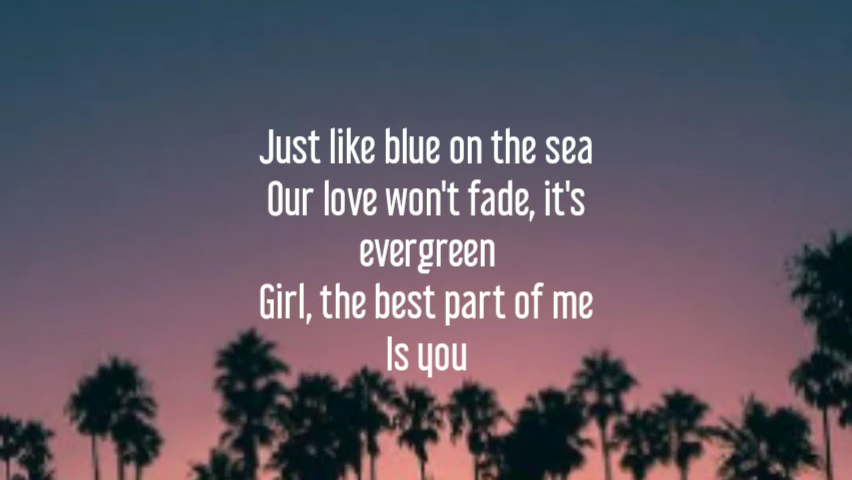 Just like blue on the sea
Our love won't fade, it's
evergreen
Girl, the best part of me
Is you